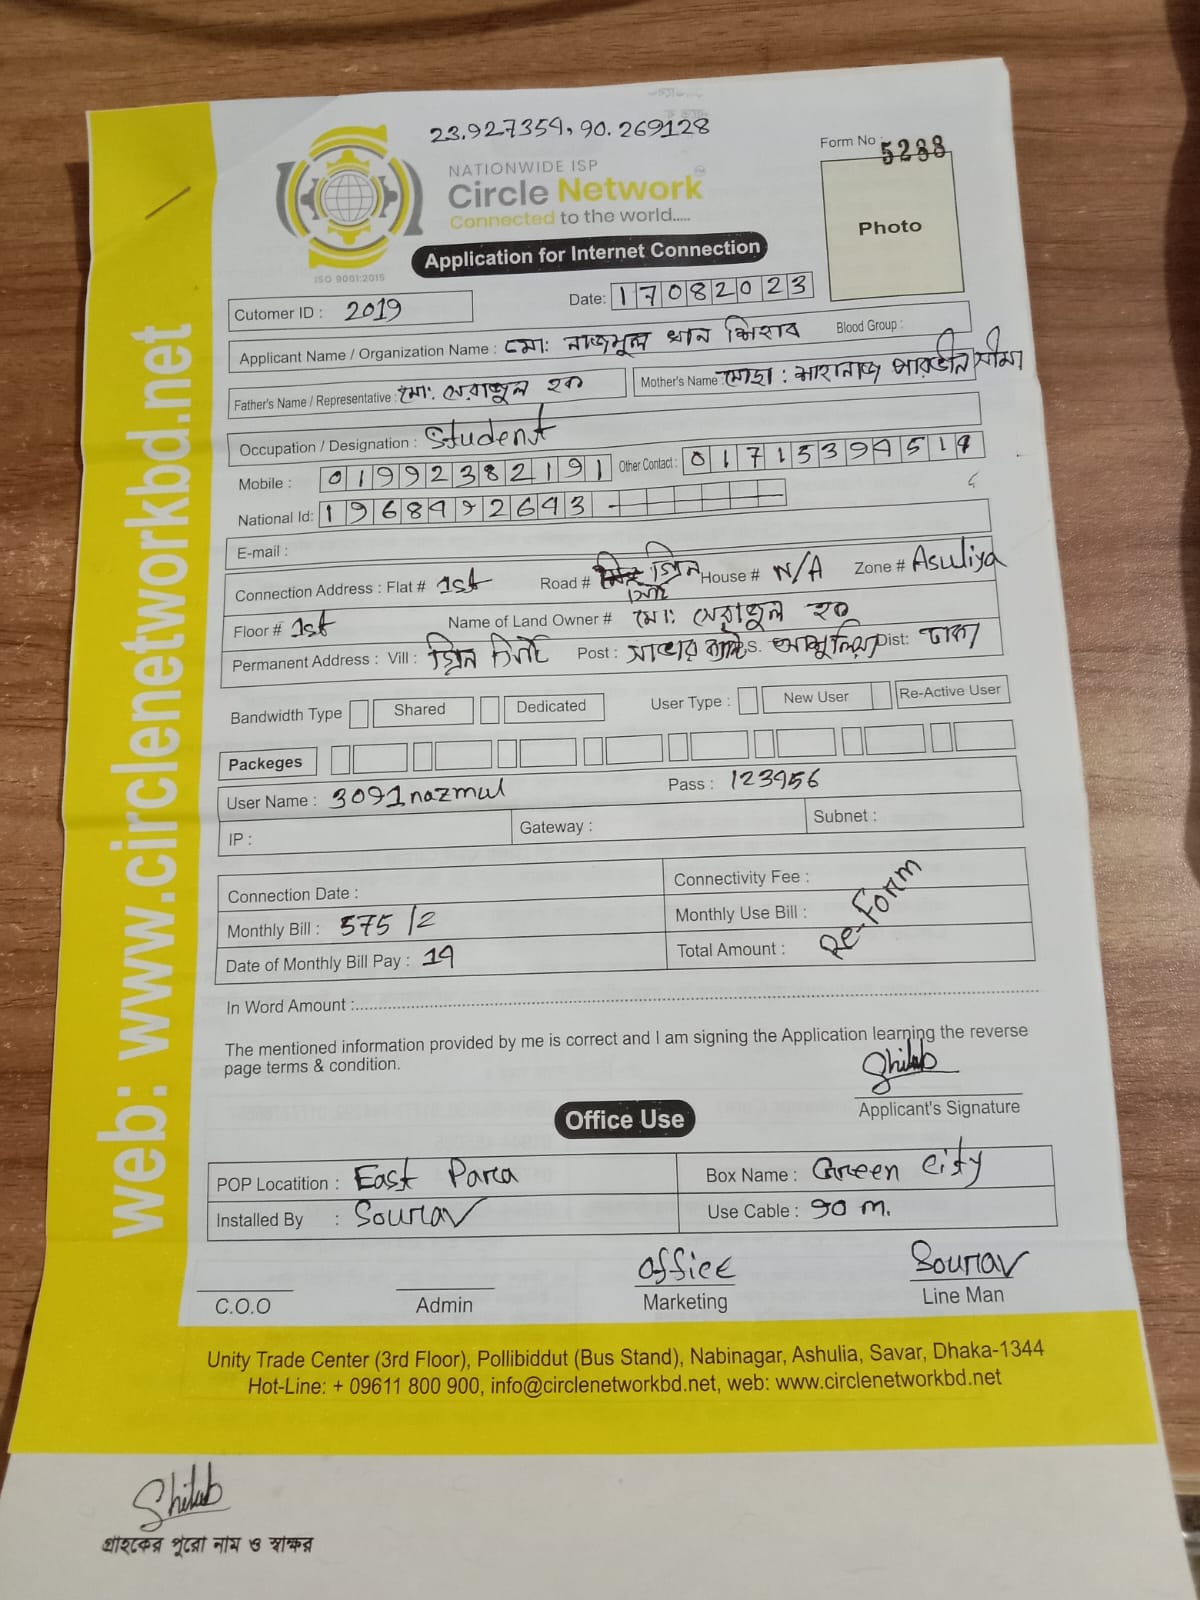 23.927354, 90.269128
NATIONWIDE ISP
Circle Network
Connected to the world.....
ISO 9001:2015
Form No : 5238
Photo
Application for Internet Connection
Cutomer ID : 2019
Date: 17082023
Applicant Name / Organization Name : মো: নাজমুল খান শিহাব Blood Group :
Father's Name / Representative : মো: সেরাজুল হক Mother's Name : মোছা : শাহানাজ পারভীন সীমা
Occupation / Designation : Student
Mobile : 01992382191 Other Contact : 01715394514
National Id: 1968492643 -
E-mail :
Connection Address : Flat # 1st Road # গ্রিন সিটি House # N/A Zone # Asuliya
Floor # 1st Name of Land Owner # মো: সেরাজুল হক
Permanent Address : Vill : গ্রিন সিটি Post : সাভার ক্যান্ট P.S. আশুলিয়া Dist: ঢাকা
Bandwidth Type Shared Dedicated User Type : New User Re-Active User
Packeges
User Name : 3091nazmul Pass : 123456
IP : Gateway : Subnet :
Connection Date : Connectivity Fee :
Monthly Bill : 575 /2 Monthly Use Bill :
Date of Monthly Bill Pay : 14 Total Amount :
Re-Form
In Word Amount :
The mentioned information provided by me is correct and I am signing the Application learning the reverse
page terms & condition.
Shihab
Applicant's Signature
Office Use
POP Locatition : East Para Box Name : Green city
Installed By : Sourav Use Cable : 90 m.
Office Sourav
C.O.O Admin Marketing Line Man
Unity Trade Center (3rd Floor), Pollibiddut (Bus Stand), Nabinagar, Ashulia, Savar, Dhaka-1344
Hot-Line: + 09611 800 900, info@circlenetworkbd.net, web: www.circlenetworkbd.net
web: www.circlenetworkbd.net
Shihab
গ্রাহকের পুরো নাম ও স্বাক্ষর